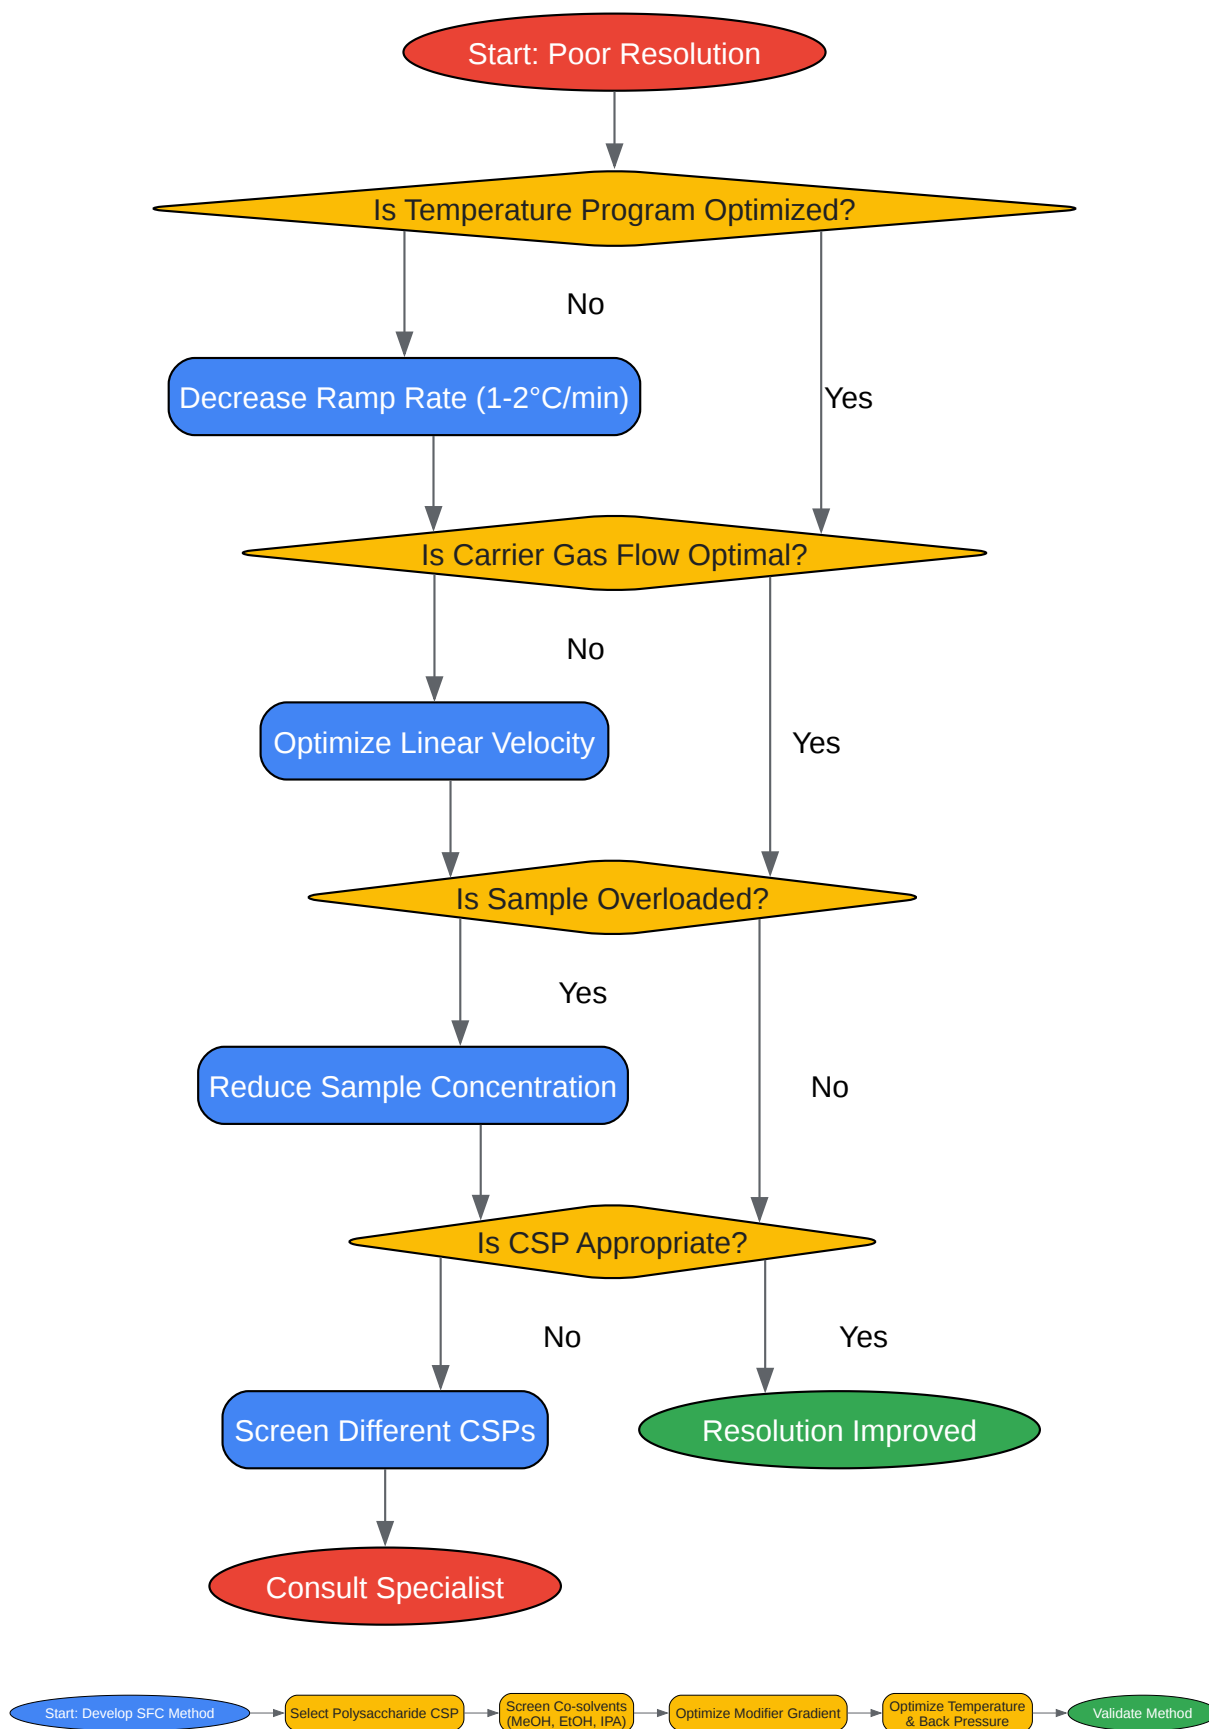 Start: Poor Resolution
Is Temperature Program Optimized?
No
Decrease Ramp Rate (1-2°C/min)
Yes
Is Carrier Gas Flow Optimal?
No
Optimize Linear Velocity
Yes
Is Sample Overloaded?
Yes
Reduce Sample Concentration
No
Is CSP Appropriate?
No
Yes
Screen Different CSPs
Resolution Improved
Consult Specialist
Start: Develop SFC Method
Select Polysaccharide CSP
Screen Co-solvents
(MeOH, EtOH, IPA)
Optimize Modifier Gradient
Optimize Temperature
& Back Pressure
Validate Method